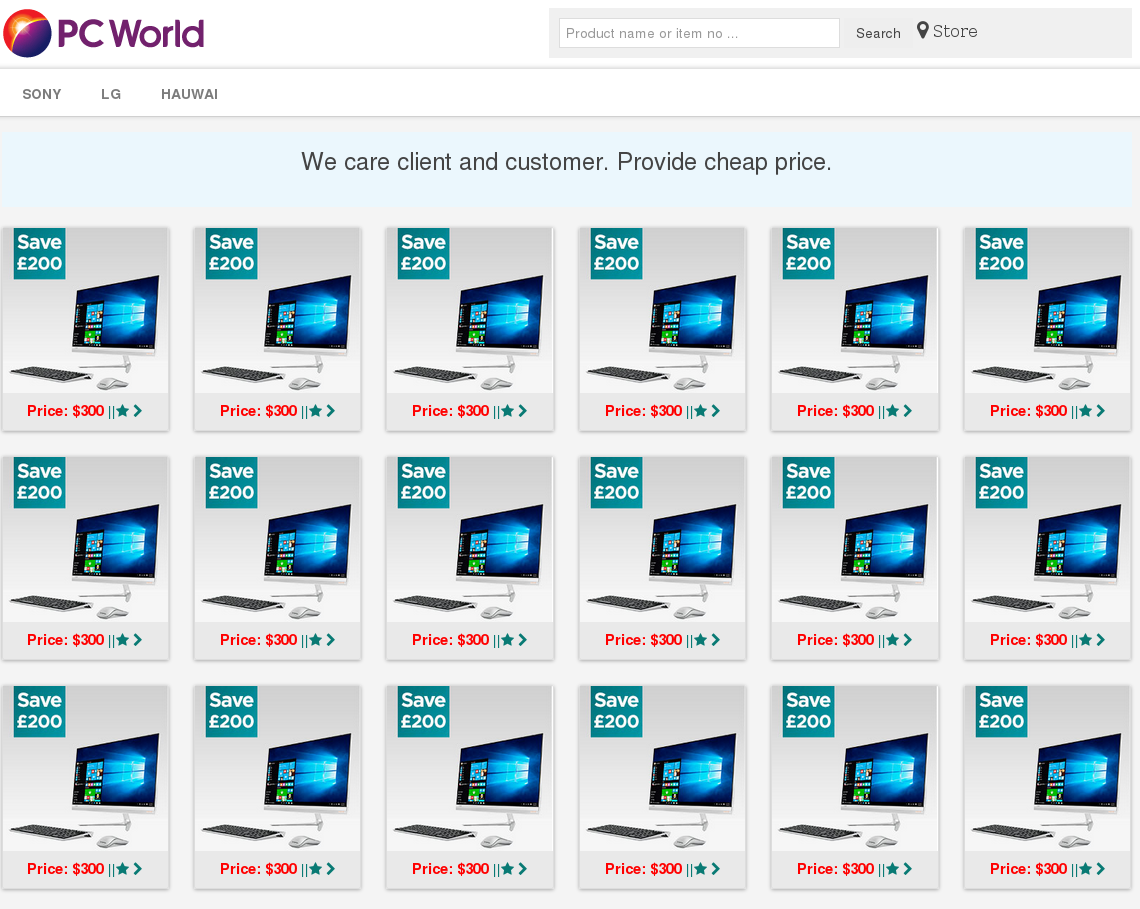 PC World
Product name or item no ... Search Store
SONY LG HAUWAI
We care client and customer. Provide cheap price.
Save Save Save Save Save Save
£200 £200 £200 £200 £200 £200
Price: $300 || Price: $300 || Price: $300 || Price: $300 || Price: $300 || Price: $300 ||
Save Save Save Save Save Save
£200 £200 £200 £200 £200 £200
Price: $300 || Price: $300 || Price: $300 || Price: $300 || Price: $300 || Price: $300 ||
Save Save Save Save Save Save
£200 £200 £200 £200 £200 £200
Price: $300 || Price: $300 || Price: $300 || Price: $300 || Price: $300 || Price: $300 ||